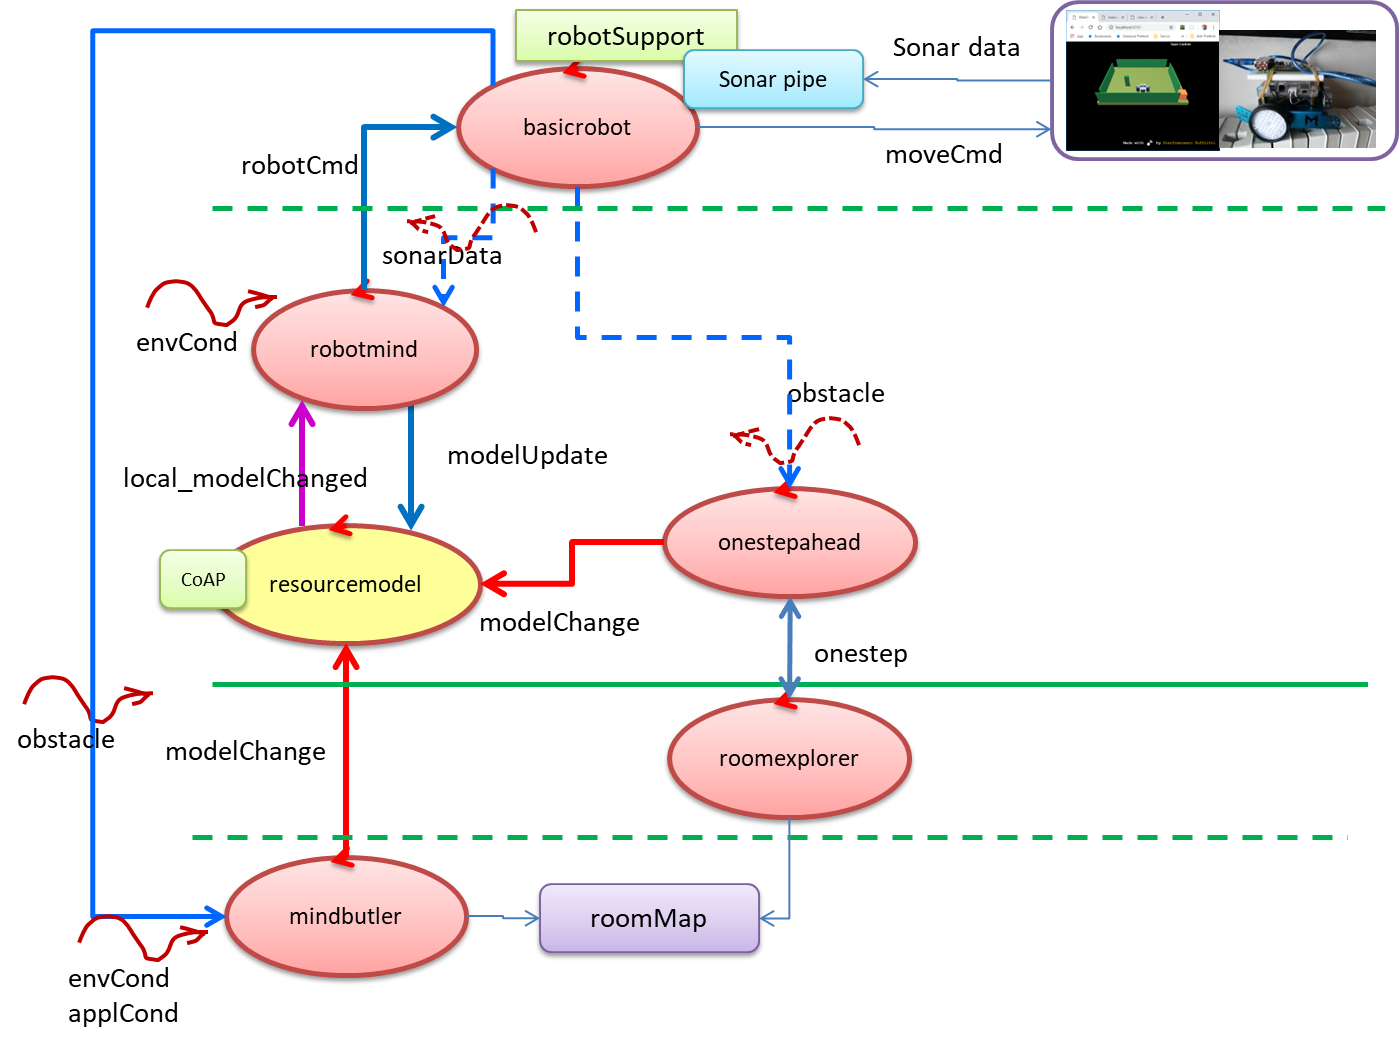 robotSupport
Sonar data
Sonar pipe
basicrobot
moveCmd
robotCmd
sonarData
envCond
robotmind
obstacle
modelUpdate
local_modelChanged
onestepahead
CoAP
resourcemodel
modelChange
onestep
obstacle
modelChange
roomexplorer
mindbutler
roomMap
envCond
applCond